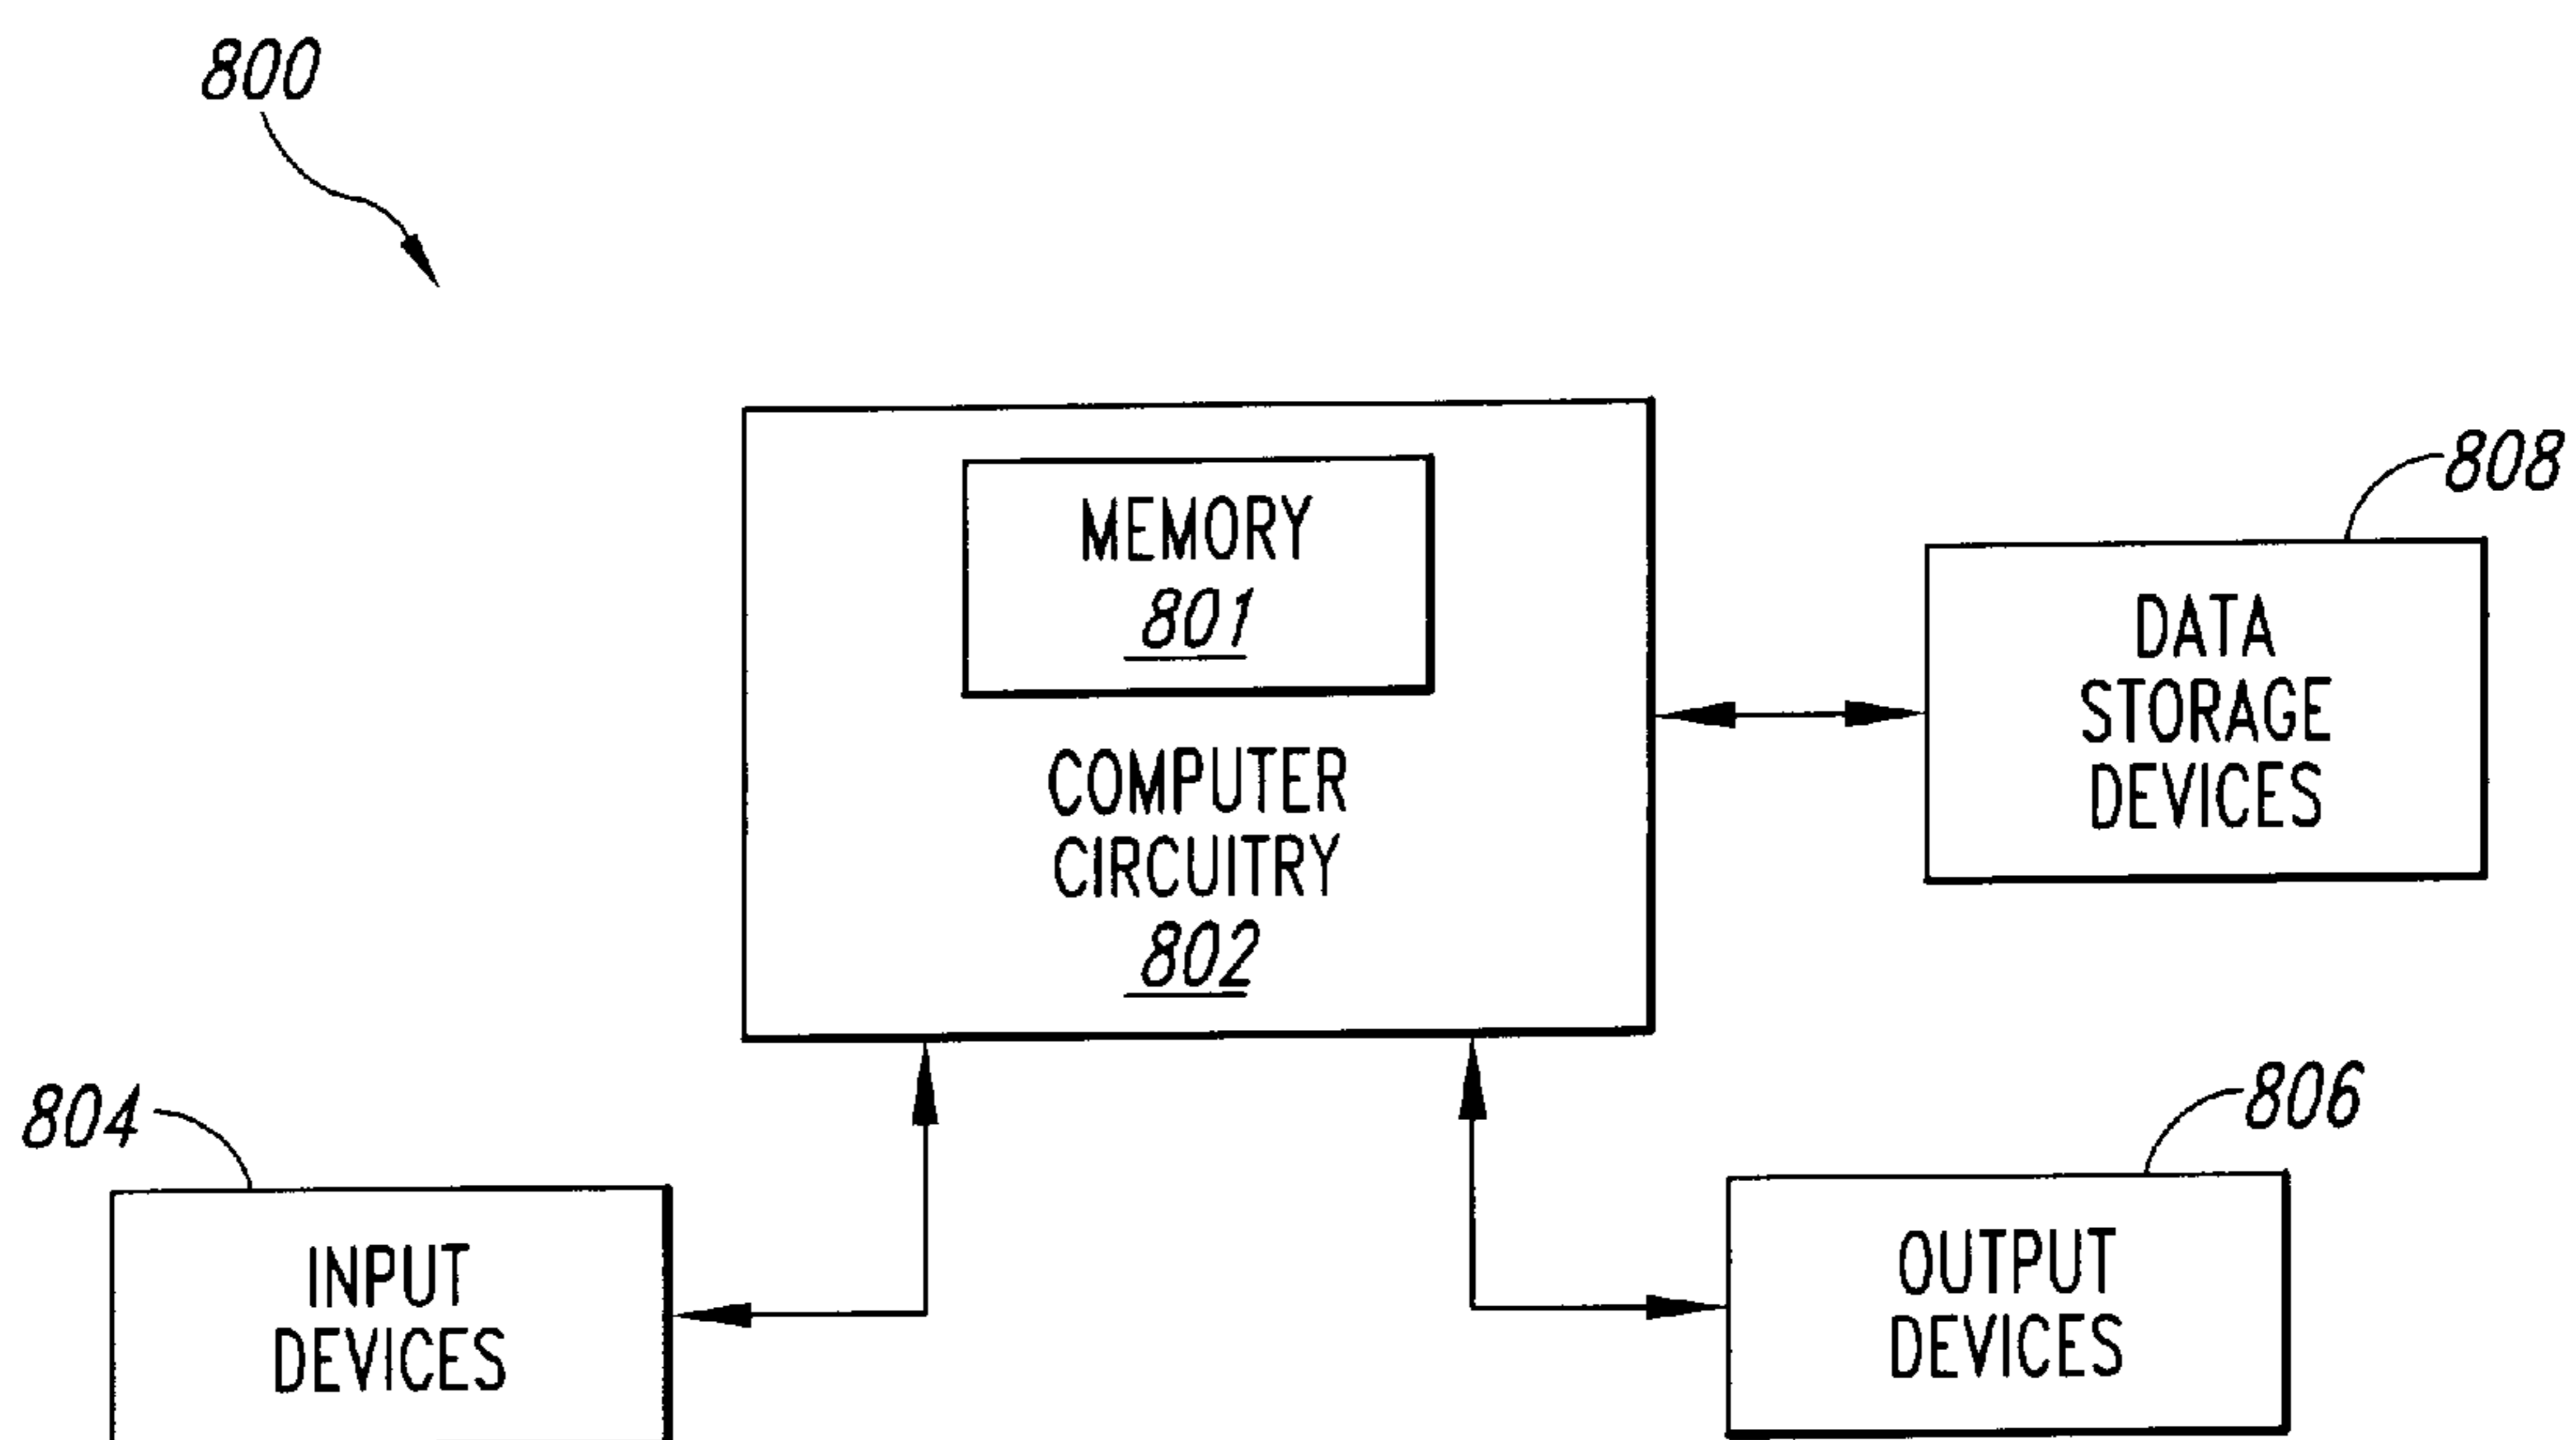 800
MEMORY
801
808
DATA
STORAGE
DEVICES
COMPUTER
CIRCUITRY
802
804
INPUT
DEVICES
806
OUTPUT
DEVICES